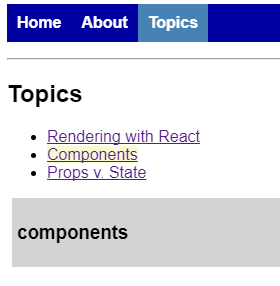 Home About Topics
Topics
Rendering with React
Components
Props v. State
components